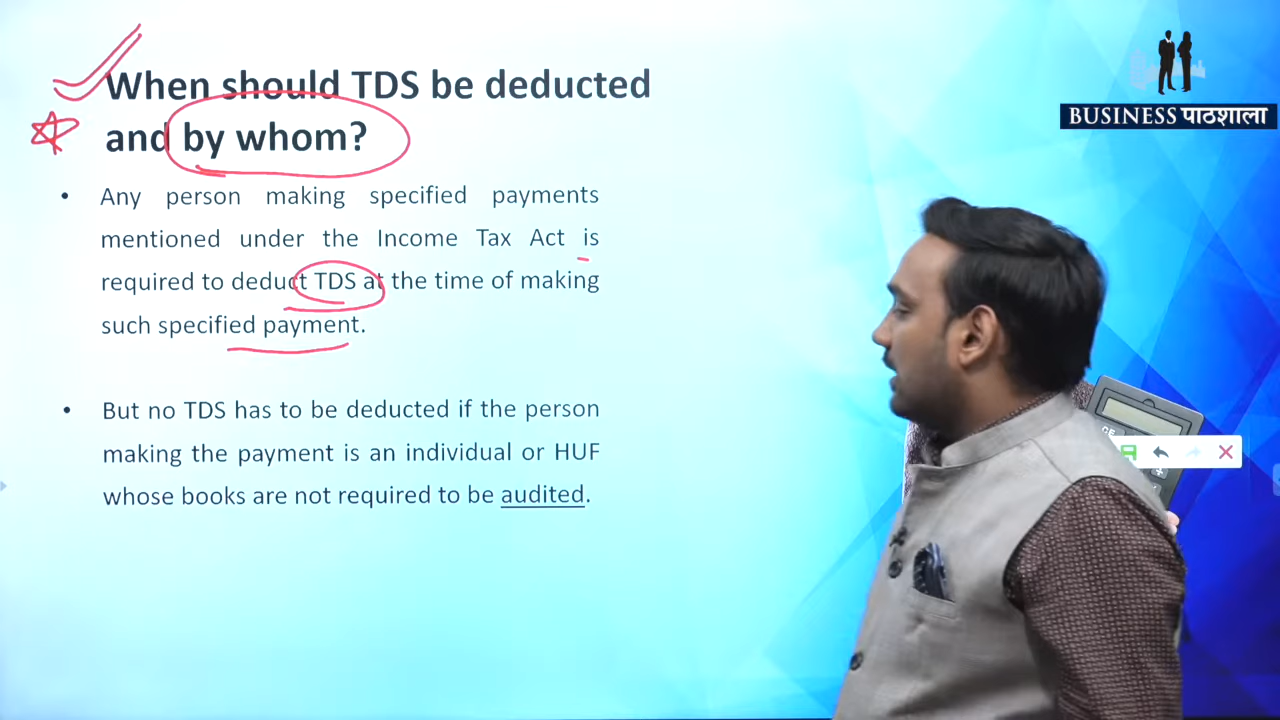 When should TDS be deducted
and by whom?
BUSINESS पाठशाला
• Any person making specified payments
mentioned under the Income Tax Act is
required to deduct TDS at the time of making
such specified payment.
• But no TDS has to be deducted if the person
making the payment is an individual or HUF
whose books are not required to be audited.
CE